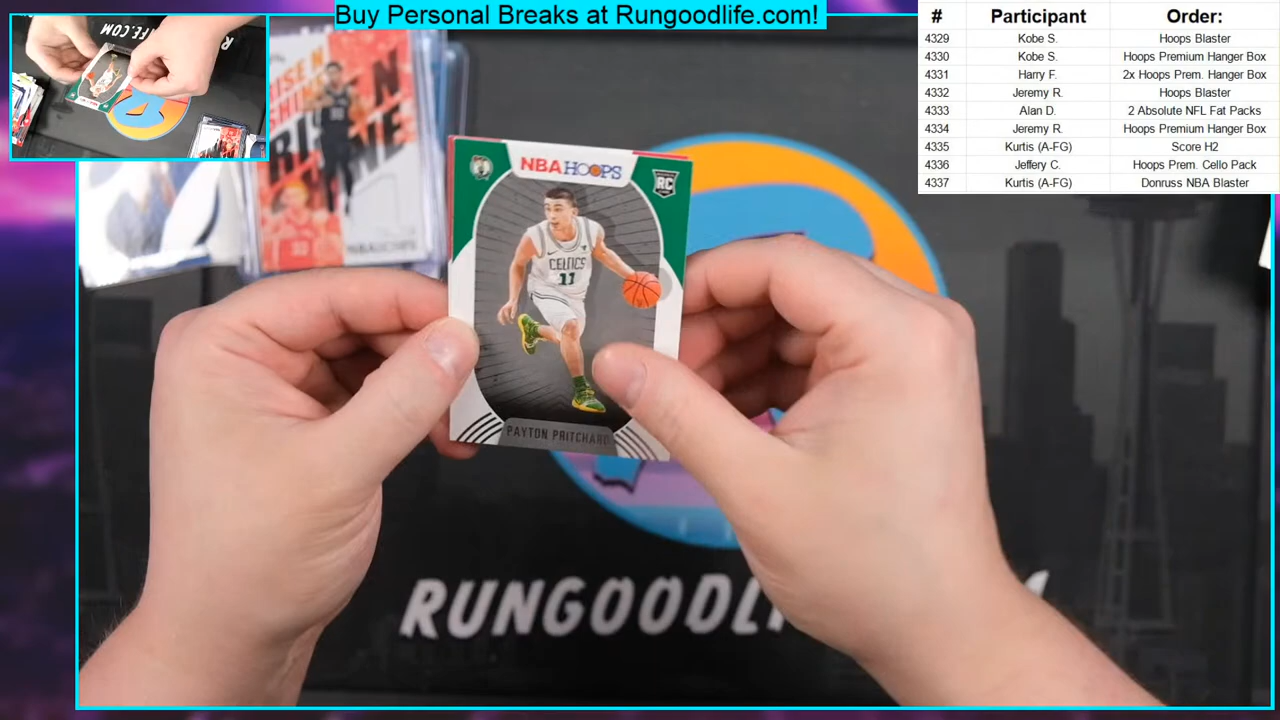 Buy Personal Breaks at Rungoodlife.com!
# Participant Order:
4329 Kobe S. Hoops Blaster
4330 Kobe S. Hoops Premium Hanger Box
4331 Harry F. 2x Hoops Prem. Hanger Box
4332 Jeremy R. Hoops Blaster
4333 Alan D. 2 Absolute NFL Fat Packs
4334 Jeremy R. Hoops Premium Hanger Box
4335 Kurtis (A-FG) Score H2
4336 Jeffery C. Hoops Prem. Cello Pack
4337 Kurtis (A-FG) Donruss NBA Blaster
NBA HOOPS
RC
CELTICS
11
PAYTON PRITCHARD
RUNGOODL